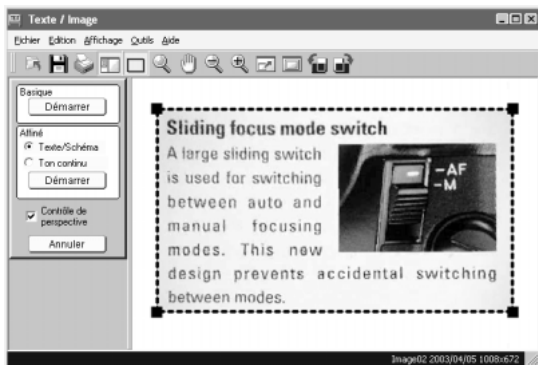 Texte / Image
Fichier Edition Affichage Outils Aide
Basique
Démarrer
Affiné
Texte/Schéma
Ton continu
Démarrer
Contrôle de
perspective
Annuler
Sliding focus mode switch
A large sliding switch
is used for switching
between auto and
manual focusing
modes. This new
design prevents accidental switching
between modes.
-AF
-M
Image02 2003/04/05 1008x672